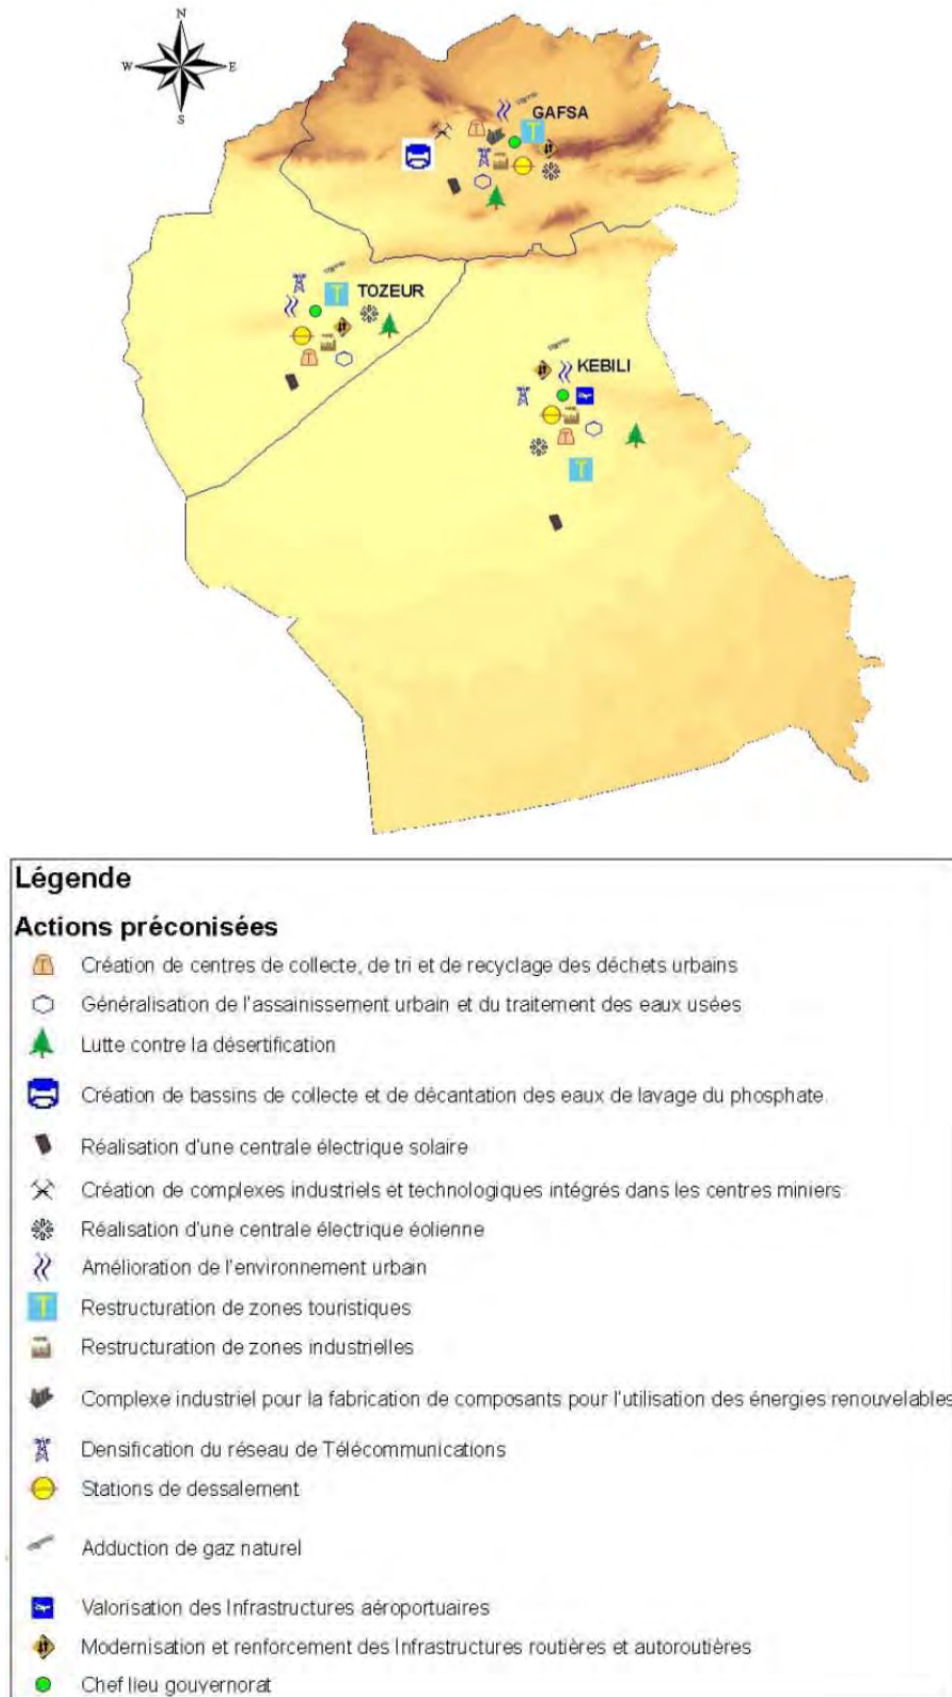 N
W
E
S
GAFSA
TOZEUR
KEBILI
Légende
Actions préconisées
Création de centres de collecte, de tri et de recyclage des déchets urbains
Généralisation de l'assainissement urbain et du traitement des eaux usées
Lutte contre la désertification
Création de bassins de collecte et de décantation des eaux de lavage du phosphate.
Réalisation d'une centrale électrique solaire
Création de complexes industriels et technologiques intégrés dans les centres miniers
Réalisation d'une centrale électrique éolienne
Amélioration de l'environnement urbain
T Restructuration de zones touristiques
Restructuration de zones industrielles
Complexe industriel pour la fabrication de composants pour l'utilisation des énergies renouvelables
Densification du réseau de Télécommunications
Stations de dessalement
Adduction de gaz naturel
Valorisation des Infrastructures aéroportuaires
Modernisation et renforcement des Infrastructures routières et autoroutières
Chef lieu gouvernorat